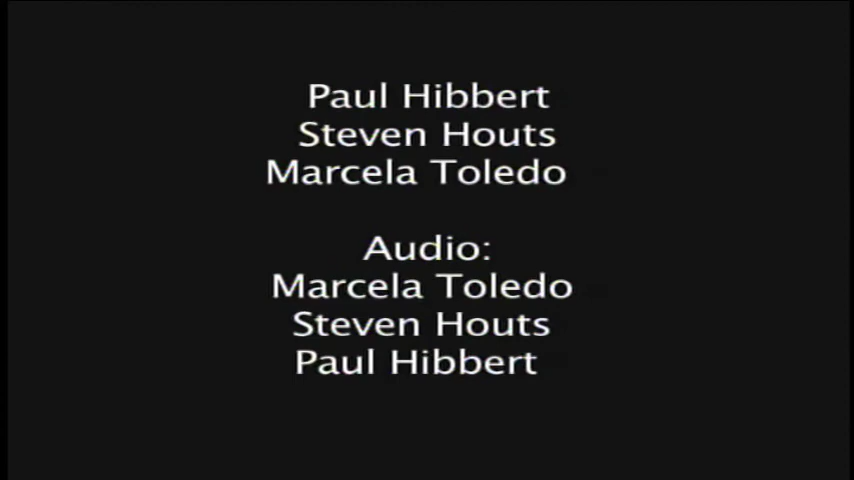 Paul Hibbert
Steven Houts
Marcela Toledo
Audio:
Marcela Toledo
Steven Houts
Paul Hibbert